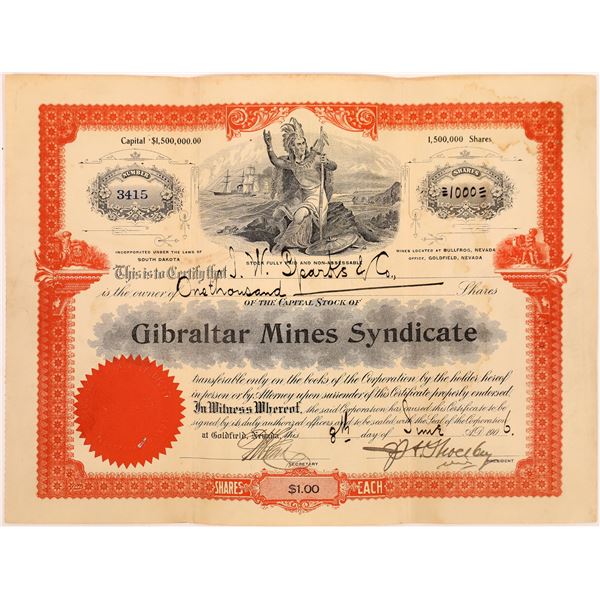 Capital $1,500,000.00
1,500,000 Shares
NUMBER
3415
SHARES
1000
INCORPORATED UNDER THE LAWS OF
SOUTH DAKOTA
STOCK FULLY PAID AND NON-ASSESSABLE
MINES LOCATED AT BULLFROG, NEVADA
OFFICE, GOLDFIELD, NEVADA
This is to Certify that J. W. Sparks & Co.,
is the owner of One thousand Shares
OF THE CAPITAL STOCK OF
Gibraltar Mines Syndicate
transferable only on the books of the Corporation by the holder hereof
in person or by Attorney upon surrender of this Certificate properly endorsed.
In Witness Whereof, the said Corporation has caused this Certificate to be
signed by its duly authorized officers and to be sealed with the Seal of the Corporation
at Goldfield, Nevada, this 8th day of June A.D. 1906.
SECRETARY
PRESIDENT
SHARES $1.00 EACH